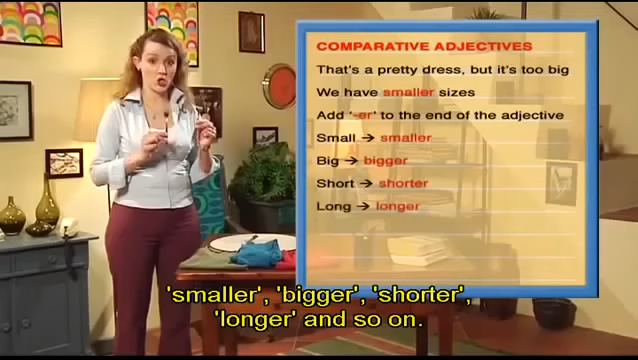 COMPARATIVE ADJECTIVES
That's a pretty dress, but it's too big
We have smaller sizes
Add '-er' to the end of the adjective
Small → smaller
Big → bigger
Short → shorter
Long → longer
'smaller', 'bigger', 'shorter',
'longer' and so on.